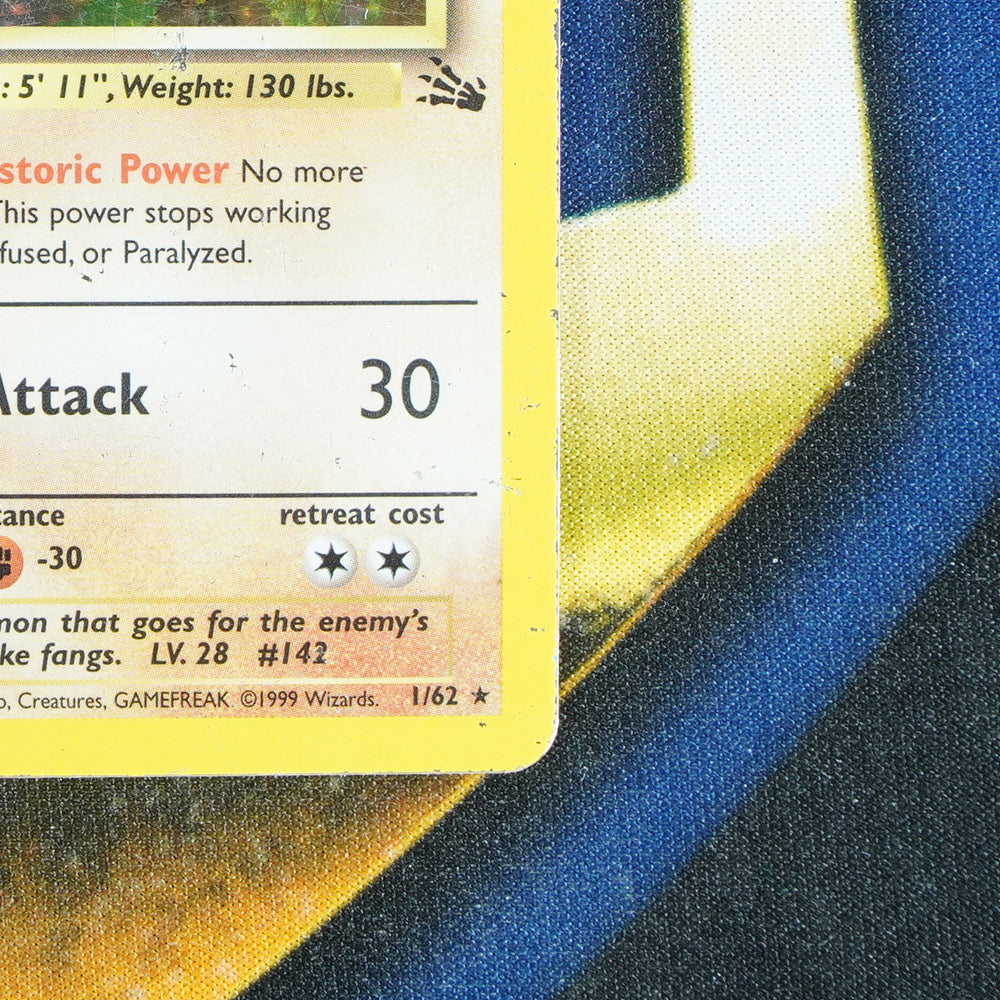 : 5' 11", Weight: 130 lbs.
storic Power No more
This power stops working
fused, or Paralyzed.
Attack 30
tance retreat cost
-30
mon that goes for the enemy's
ke fangs. LV. 28 #142
o, Creatures, GAMEFREAK ©1999 Wizards. 1/62 ★